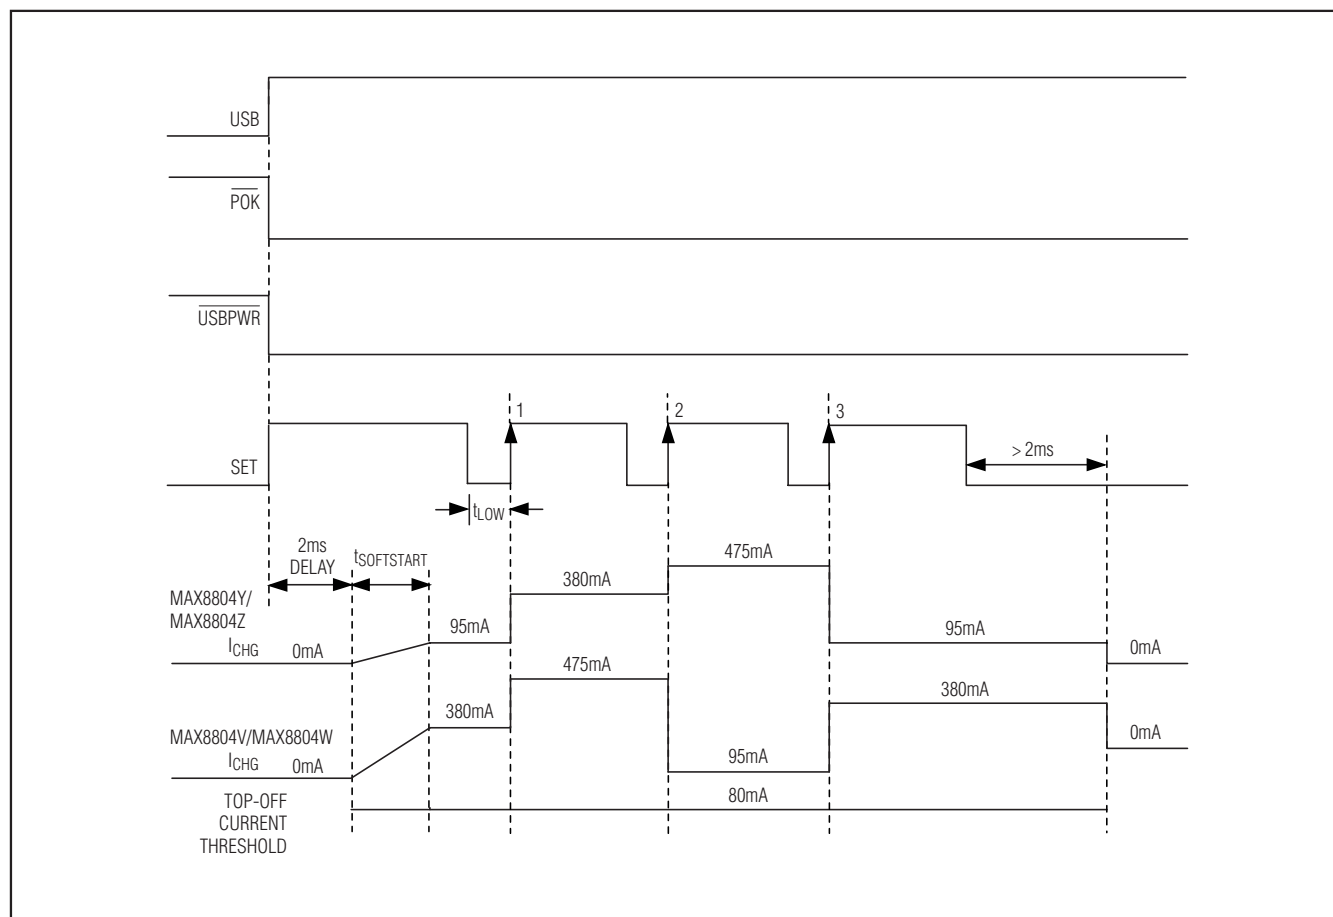 USB
POK
USBPWR
1
2
3
SET
> 2ms
tLOW
2ms
DELAY
tSOFTSTART
475mA
380mA
MAX8804Y/
MAX8804Z
ICHG
0mA
95mA
95mA
0mA
475mA
380mA
380mA
MAX8804V/MAX8804W
ICHG
0mA
95mA
0mA
TOP-OFF
CURRENT
THRESHOLD
80mA